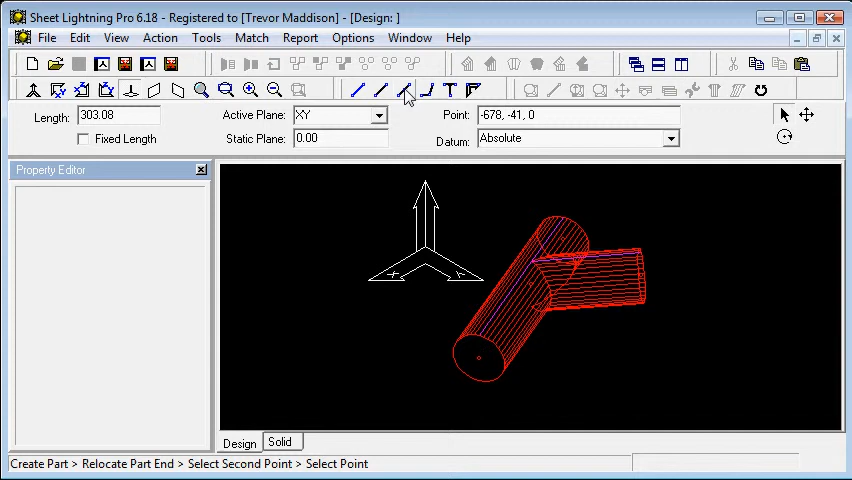 Sheet Lightning Pro 6.18 - Registered to [Trevor Maddison] - [Design: ]
File Edit View Action Tools Match Report Options Window Help
Length: 303.08 Active Plane: XY Point: -678, -41, 0
Fixed Length Static Plane: 0.00 Datum: Absolute
Property Editor
X Y
Design Solid
Create Part > Relocate Part End > Select Second Point > Select Point